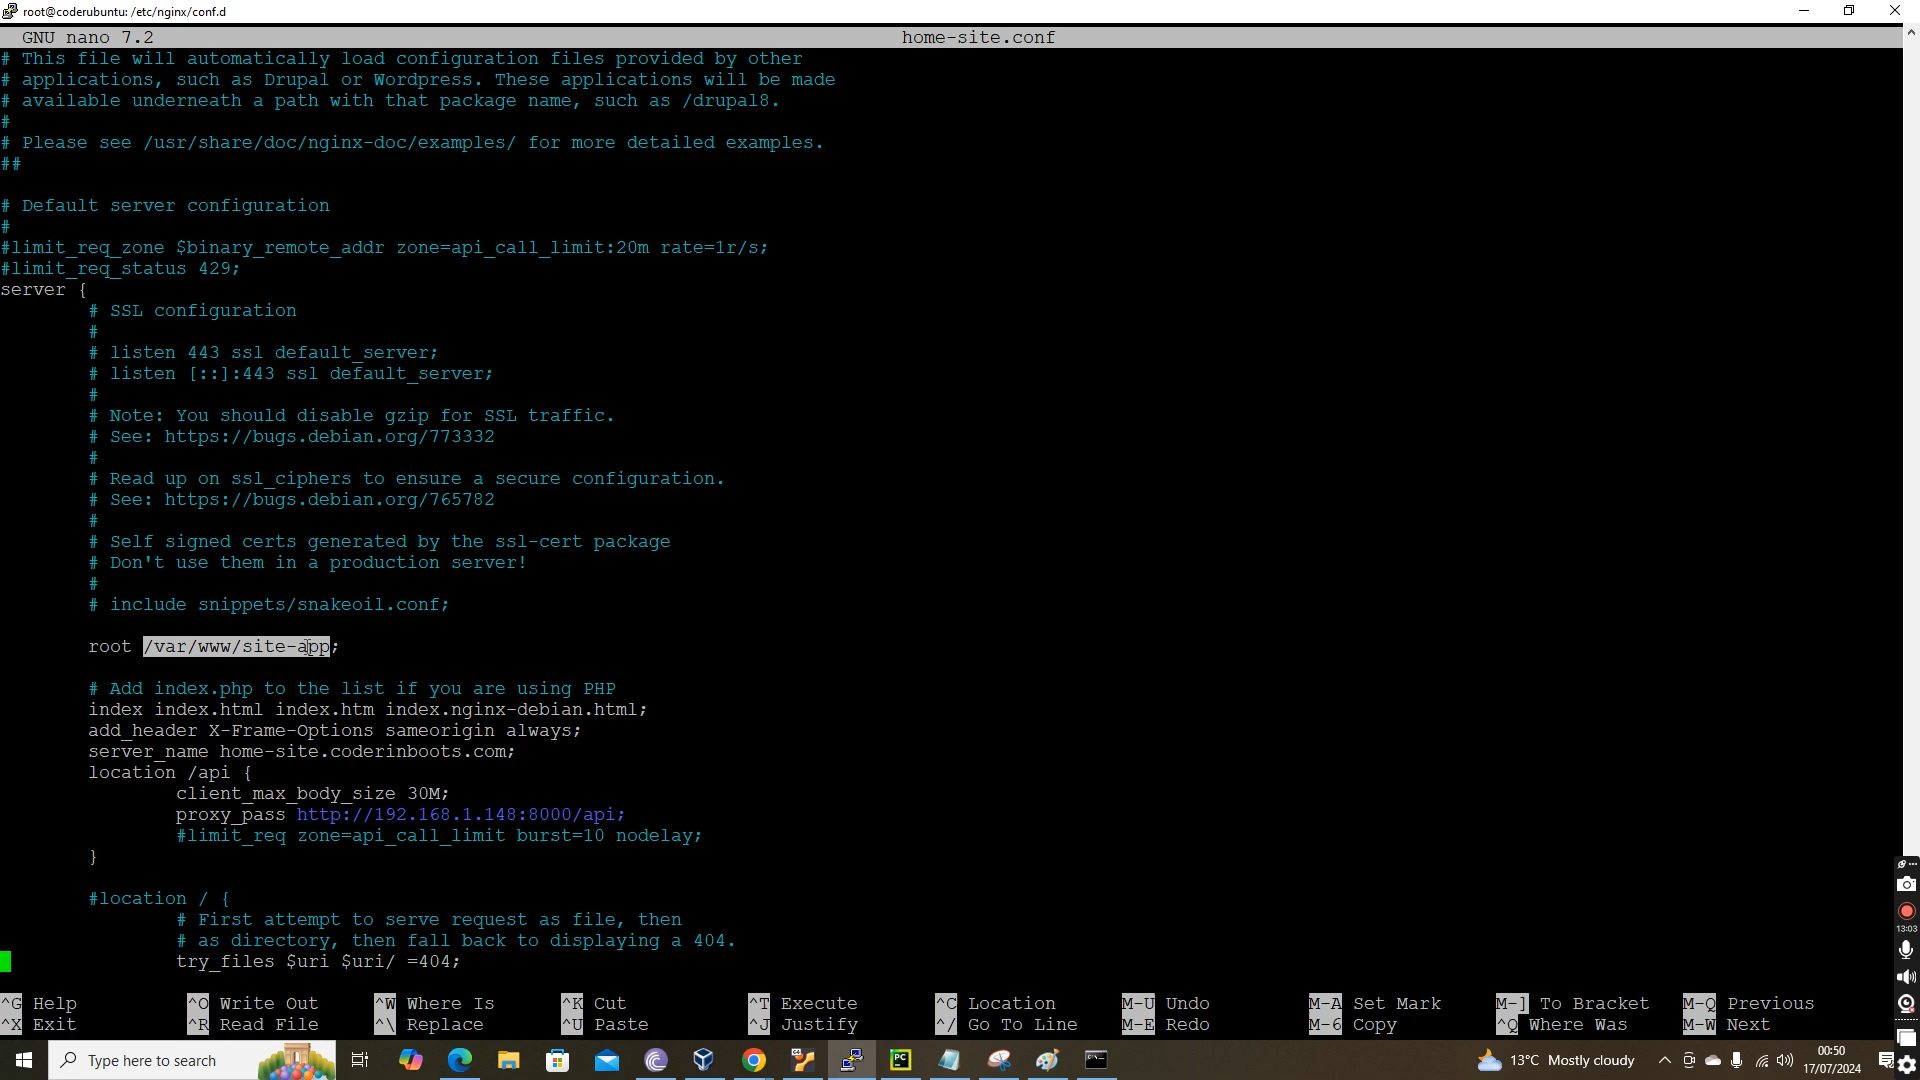 root@coderubuntu: /etc/nginx/conf.d
GNU nano 7.2 home-site.conf
# This file will automatically load configuration files provided by other
# applications, such as Drupal or Wordpress. These applications will be made
# available underneath a path with that package name, such as /drupal8.
#
# Please see /usr/share/doc/nginx-doc/examples/ for more detailed examples.
##
# Default server configuration
#
#limit_req_zone $binary_remote_addr zone=api_call_limit:20m rate=1r/s;
#limit_req_status 429;
server {
# SSL configuration
#
# listen 443 ssl default_server;
# listen [::]:443 ssl default_server;
#
# Note: You should disable gzip for SSL traffic.
# See: https://bugs.debian.org/773332
#
# Read up on ssl_ciphers to ensure a secure configuration.
# See: https://bugs.debian.org/765782
#
# Self signed certs generated by the ssl-cert package
# Don't use them in a production server!
#
# include snippets/snakeoil.conf;
root /var/www/site-app;
# Add index.php to the list if you are using PHP
index index.html index.htm index.nginx-debian.html;
add_header X-Frame-Options sameorigin always;
server_name home-site.coderinboots.com;
location /api {
client_max_body_size 30M;
proxy_pass http://192.168.1.148:8000/api;
#limit_req zone=api_call_limit burst=10 nodelay;
}
#location / {
# First attempt to serve request as file, then
# as directory, then fall back to displaying a 404.
try_files $uri $uri/ =404;
^G Help ^O Write Out ^W Where Is ^K Cut ^T Execute ^C Location M-U Undo M-A Set Mark M-] To Bracket M-Q Previous
^X Exit ^R Read File ^\ Replace ^U Paste ^J Justify ^/ Go To Line M-E Redo M-6 Copy ^Q Where Was M-W Next
13:03
Type here to search
PC
13°C Mostly cloudy
00:50
17/07/2024